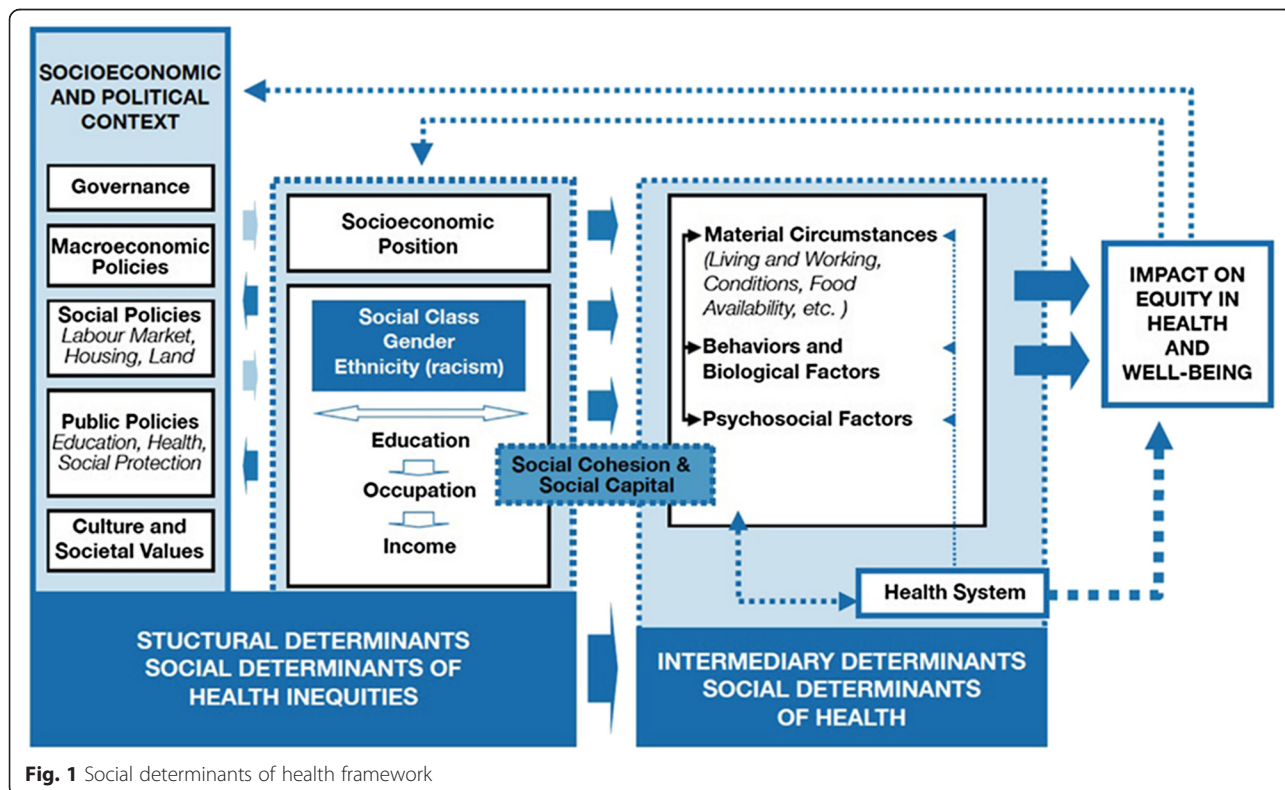 SOCIOECONOMIC
AND POLITICAL
CONTEXT
Governance
Macroeconomic
Policies
Social Policies
Labour Market,
Housing, Land
Public Policies
Education, Health,
Social Protection
Culture and
Societal Values
Socioeconomic
Position
Social Class
Gender
Ethnicity (racism)
Education
Occupation
Income
Social Cohesion &
Social Capital
Material Circumstances
(Living and Working,
Conditions, Food
Availability, etc. )
Behaviors and
Biological Factors
Psychosocial Factors
Health System
IMPACT ON
EQUITY IN
HEALTH
AND
WELL-BEING
STUCTURAL DETERMINANTS
SOCIAL DETERMINANTS OF
HEALTH INEQUITIES
INTERMEDIARY DETERMINANTS
SOCIAL DETERMINANTS
OF HEALTH
Fig. 1 Social determinants of health framework